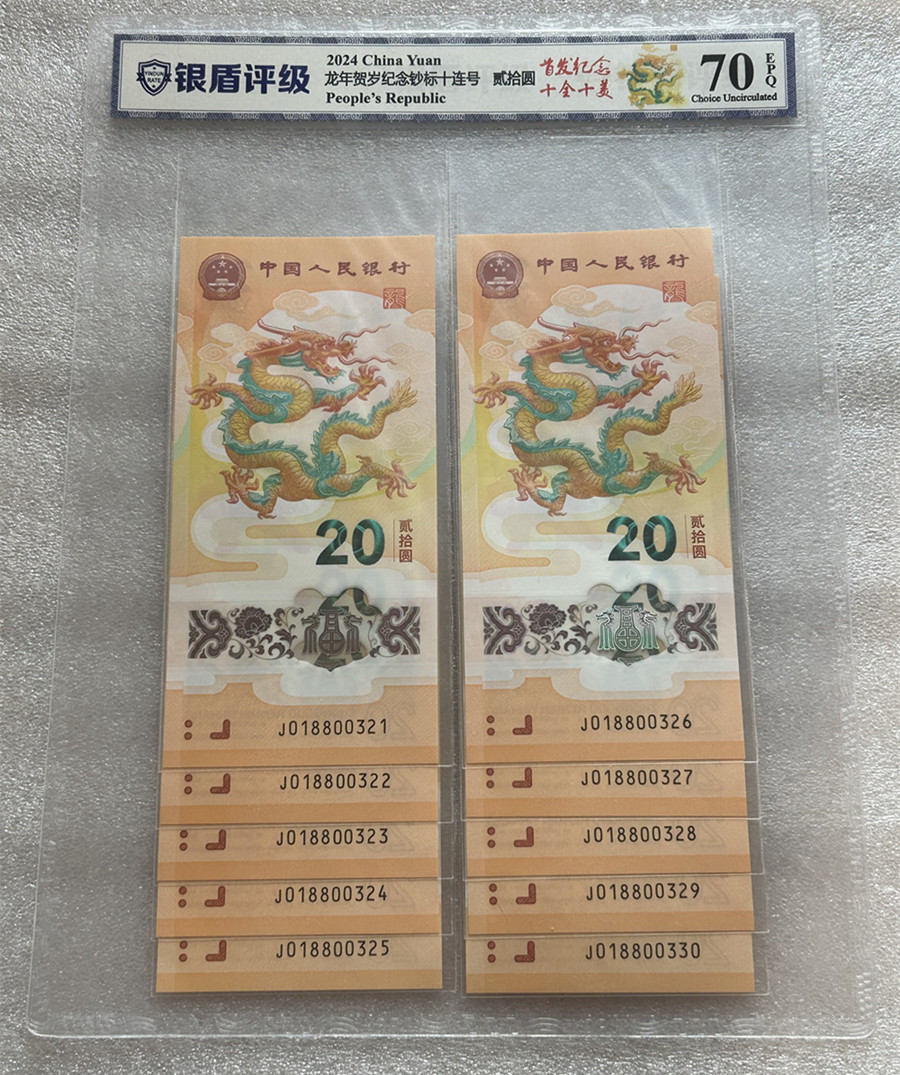 YINDUN RATE
银盾评级
2024 China Yuan
龙年贺岁纪念钞标十连号 贰拾圆
People's Republic
首发纪念
十全十美
70
EPQ
Choice Uncirculated
中国人民银行
20
贰拾圆
J018800321
J018800322
J018800323
J018800324
J018800325
中国人民银行
20
贰拾圆
J018800326
J018800327
J018800328
J018800329
J018800330